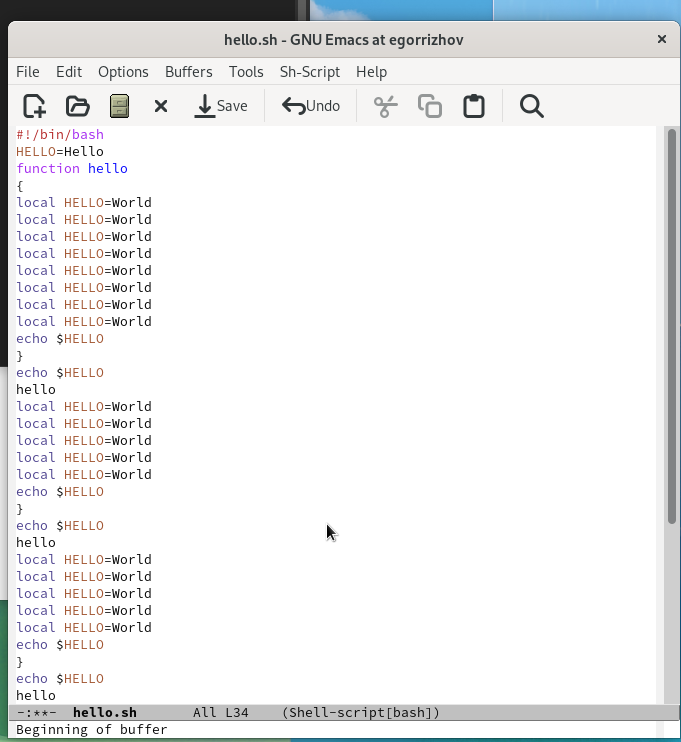 hello.sh - GNU Emacs at egorrizhov
File Edit Options Buffers Tools Sh-Script Help
Save Undo
#!/bin/bash
HELLO=Hello
function hello
{
local HELLO=World
local HELLO=World
local HELLO=World
local HELLO=World
local HELLO=World
local HELLO=World
local HELLO=World
local HELLO=World
echo $HELLO
}
echo $HELLO
hello
local HELLO=World
local HELLO=World
local HELLO=World
local HELLO=World
local HELLO=World
echo $HELLO
}
echo $HELLO
hello
local HELLO=World
local HELLO=World
local HELLO=World
local HELLO=World
local HELLO=World
echo $HELLO
}
echo $HELLO
hello
-:**- hello.sh All L34 (Shell-script[bash])
Beginning of buffer